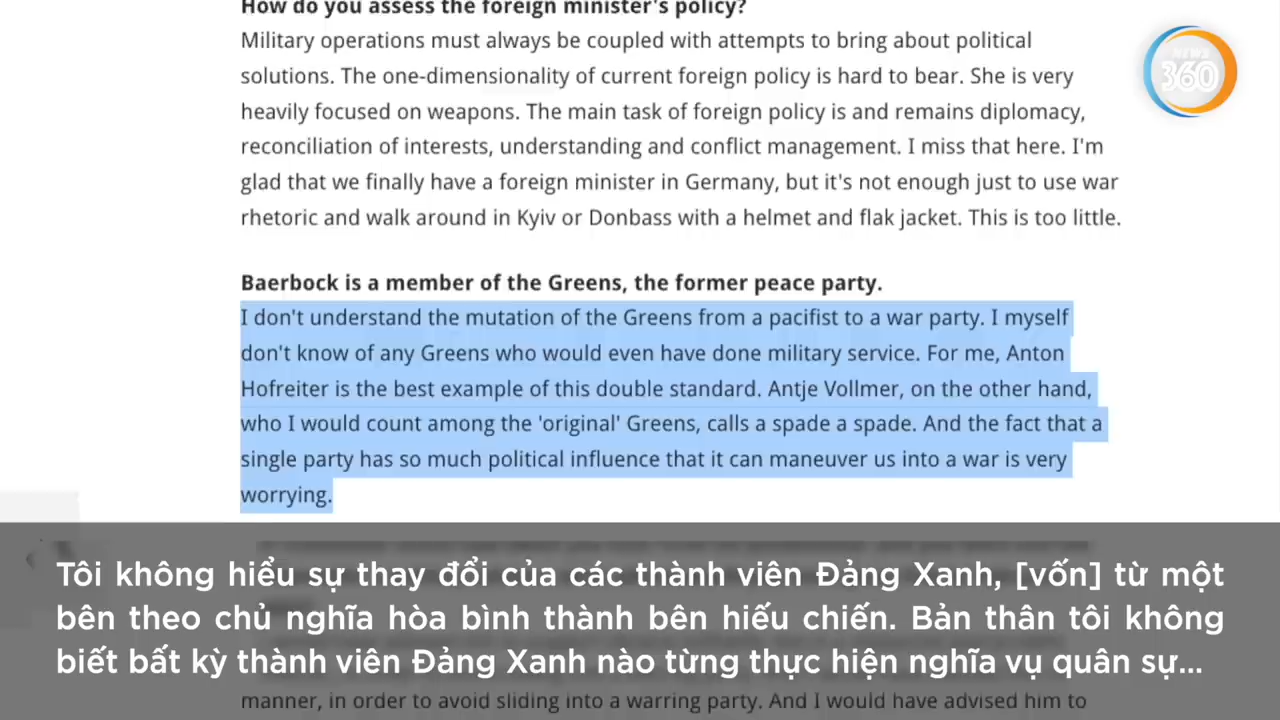 How do you assess the foreign minister's policy?
Military operations must always be coupled with attempts to bring about political
solutions. The one-dimensionality of current foreign policy is hard to bear. She is very
heavily focused on weapons. The main task of foreign policy is and remains diplomacy,
reconciliation of interests, understanding and conflict management. I miss that here. I'm
glad that we finally have a foreign minister in Germany, but it's not enough just to use war
rhetoric and walk around in Kyiv or Donbass with a helmet and flak jacket. This is too little.
NEWS
360
Baerbock is a member of the Greens, the former peace party.
I don't understand the mutation of the Greens from a pacifist to a war party. I myself
don't know of any Greens who would even have done military service. For me, Anton
Hofreiter is the best example of this double standard. Antje Vollmer, on the other hand,
who I would count among the 'original' Greens, calls a spade a spade. And the fact that a
single party has so much political influence that it can maneuver us into a war is very
worrying.
Tôi không hiểu sự thay đổi của các thành viên Đảng Xanh, [vốn] từ một
bên theo chủ nghĩa hòa bình thành bên hiếu chiến. Bản thân tôi không
biết bất kỳ thành viên Đảng Xanh nào từng thực hiện nghĩa vụ quân sự...
manner, in order to avoid sliding into a warring party. And I would have advised him to